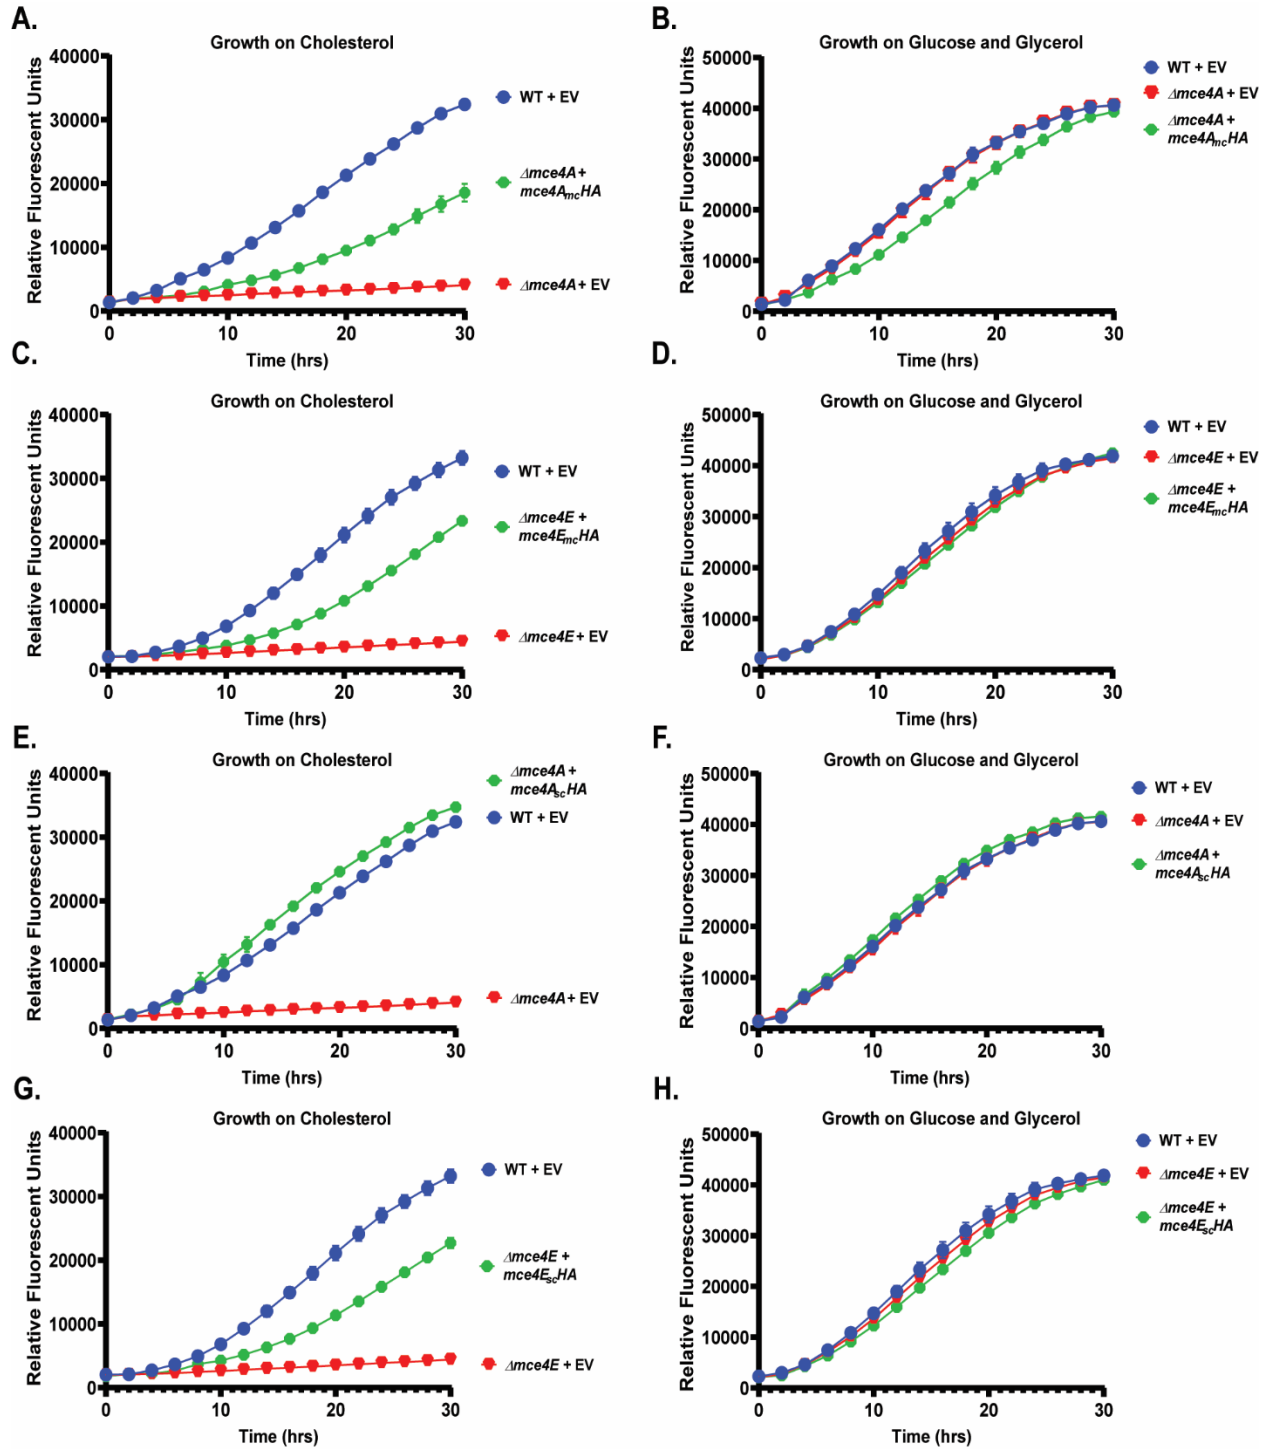 A.
Growth on Cholesterol
Relative Fluorescent Units
40000
30000
20000
10000
0
0 10 20 30
Time (hrs)
WT + EV
Δmce4A +
mce4AmcHA
Δmce4A + EV
B.
Growth on Glucose and Glycerol
Relative Fluorescent Units
50000
40000
30000
20000
10000
0
0 10 20 30
Time (hrs)
WT + EV
Δmce4A + EV
Δmce4A +
mce4AmcHA
C.
Growth on Cholesterol
Relative Fluorescent Units
40000
30000
20000
10000
0
0 10 20 30
Time (hrs)
WT + EV
Δmce4E +
mce4EmcHA
Δmce4E + EV
D.
Growth on Glucose and Glycerol
Relative Fluorescent Units
50000
40000
30000
20000
10000
0
0 10 20 30
Time (hrs)
WT + EV
Δmce4E + EV
Δmce4E +
mce4EmcHA
E.
Growth on Cholesterol
Relative Fluorescent Units
40000
30000
20000
10000
0
0 10 20 30
Time (hrs)
Δmce4A +
mce4AscHA
WT + EV
Δmce4A + EV
F.
Growth on Glucose and Glycerol
Relative Fluorescent Units
50000
40000
30000
20000
10000
0
0 10 20 30
Time (hrs)
WT + EV
Δmce4A + EV
Δmce4A +
mce4AscHA
G.
Growth on Cholesterol
Relative Fluorescent Units
40000
30000
20000
10000
0
0 10 20 30
Time (hrs)
WT + EV
Δmce4E +
mce4EscHA
Δmce4E + EV
H.
Growth on Glucose and Glycerol
Relative Fluorescent Units
50000
40000
30000
20000
10000
0
0 10 20 30
Time (hrs)
WT + EV
Δmce4E + EV
Δmce4E +
mce4EscHA